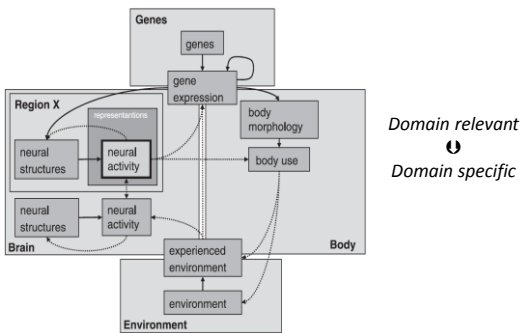 Genes
genes
gene
expression
Region X
representantions
neural
structures
neural
activity
body
morphology
body use
Domain relevant
Domain specific
neural
structures
neural
activity
Brain
Body
experienced
environment
environment
Environment